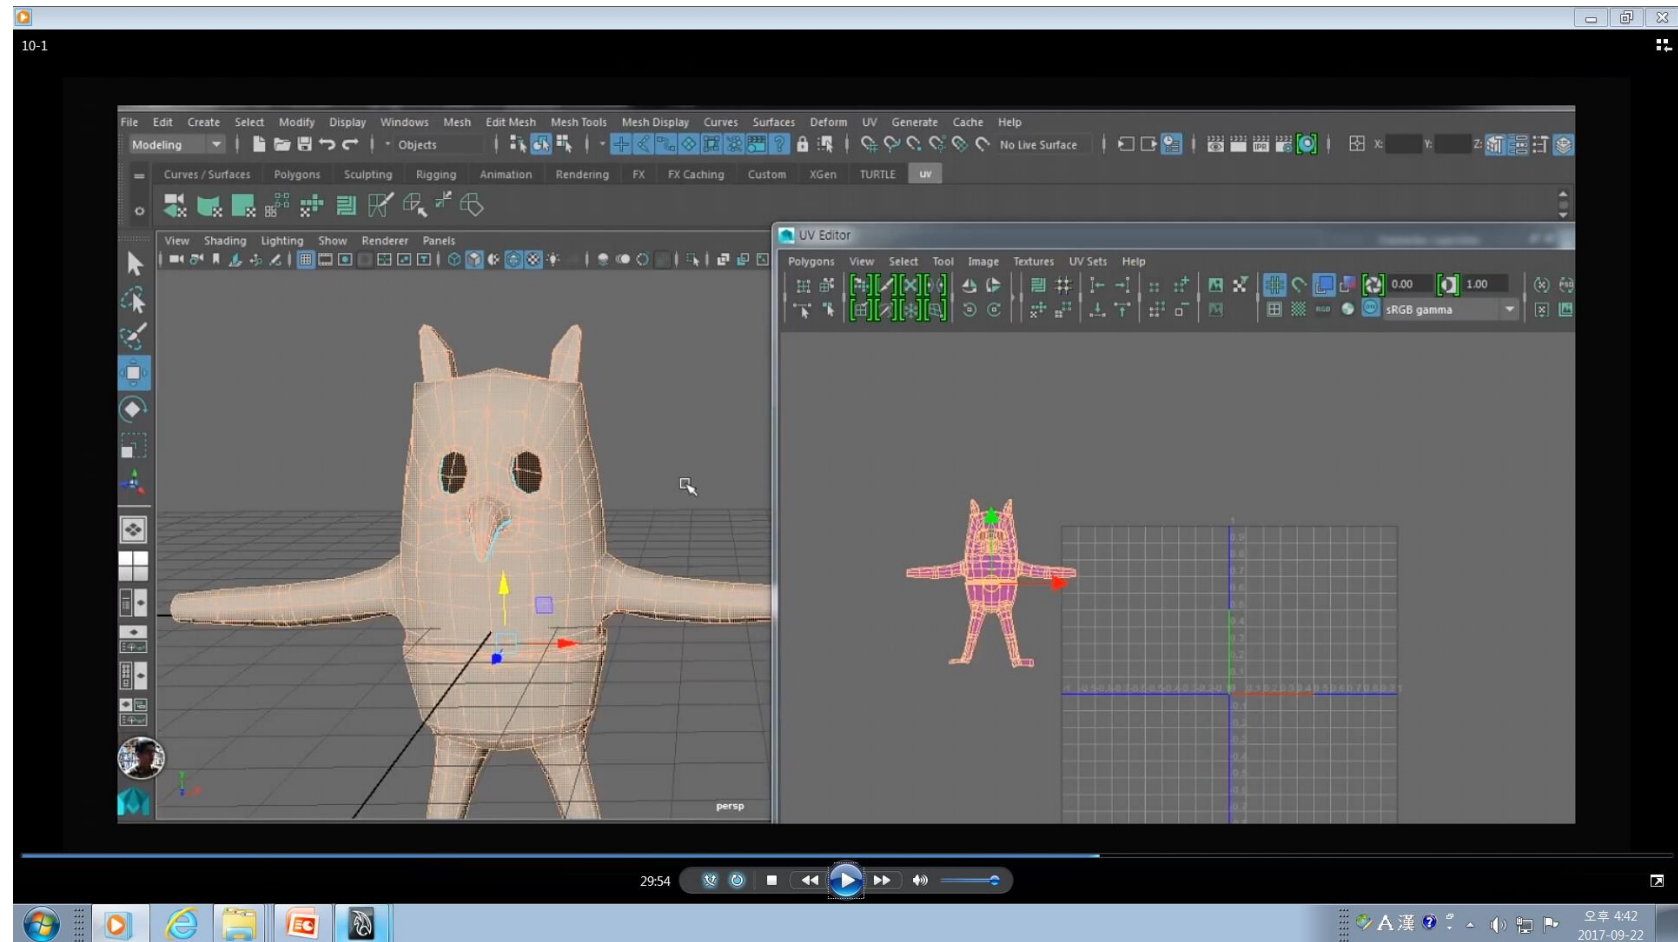 10-1
File Edit Create Select Modify Display Windows Mesh Edit Mesh Mesh Tools Mesh Display Curves Surfaces Deform UV Generate Cache Help
Modeling Objects No Live Surface X: Y: Z:
Curves / Surfaces Polygons Sculpting Rigging Animation Rendering FX FX Caching Custom XGen TURTLE UV
View Shading Lighting Show Renderer Panels
UV Editor
Polygons View Select Tool Image Textures UV Sets Help
0.00 1.00
sRGB gamma
persp
29:54
A 漢
오후 4:42
2017-09-22